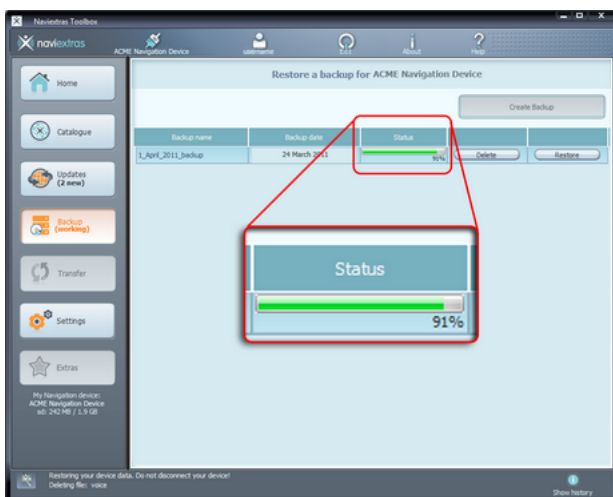 Naviextras Toolbox
naviextras
ACME Navigation Device
username
Exit
About
Help
Home
Catalogue
Updates
(2 new)
Backup
(working)
Transfer
Settings
Extras
My Navigation device:
ACME Navigation Device
sd: 242 MB / 1.9 GB
Restore a backup for ACME Navigation Device
Create Backup
Backup name Backup date Status
1_April_2011_backup 24 March 2011 91% Delete Restore
Status
91%
Restoring your device data. Do not disconnect your device!
Deleting file: voice
Show history